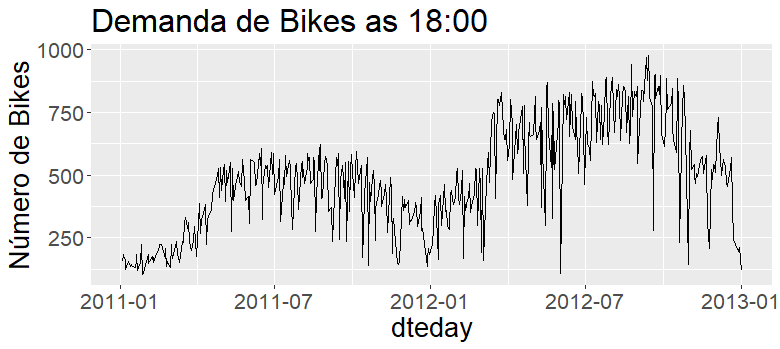 Demanda de Bikes as 18:00
Número de Bikes
1000
750
500
250
2011-01 2011-07 2012-01 2012-07 2013-01
dteday